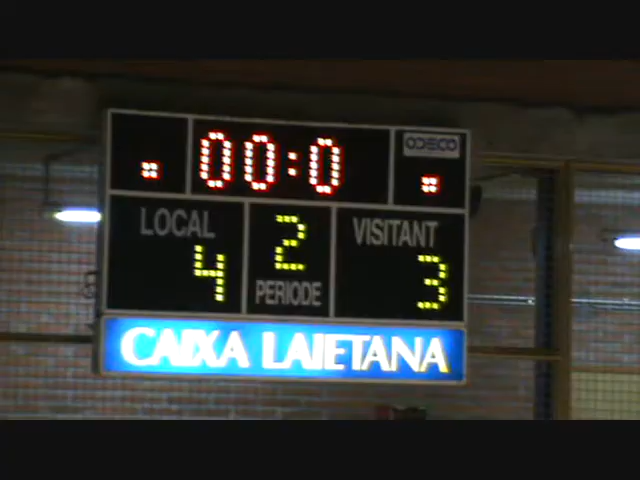 00:0
ODECO
LOCAL 2 VISITANT
4 PERIODE 3
CAIXA LAIETANA